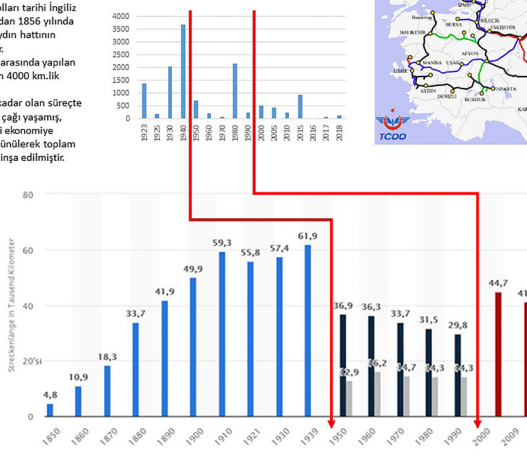 olları tarihi İngiliz
dan 1856 yılında
ydın hattının
arasında yapılan
n 4000 km.lik
kadar olan süreçte
çağı yaşamış,
i ekonomiye
ünülerek toplam
inşa edilmiştir.
4000
3500
3000
2500
2000
1500
1000
500
0
1923 1925 1930 1940 1950 1960 1970 1980 1990 2000 2005 2010 2015 2016 2017 2018
Bandırma
BURSA
BİLECİK
ESKİŞEHİR
BALIKESİR
AFYON
MANİSA UŞAK
İZMİR
AYDIN
DENİZLİ
ISPARTA
BURDUR
KA
TCDD
Streckenlänge in Tausend Kilometer
80
60
40
20'sı
0
4,8 10,9 18,3 33,7 41,9 49,9 59,3 55,8 57,4 61,9 36,9 36,3 33,7 31,5 29,8 44,7 41
12,9 16,2 14,7 14,3 14,3
1850 1860 1870 1880 1890 1900 1910 1921 1930 1939 1950 1960 1970 1980 1990 2000 2009